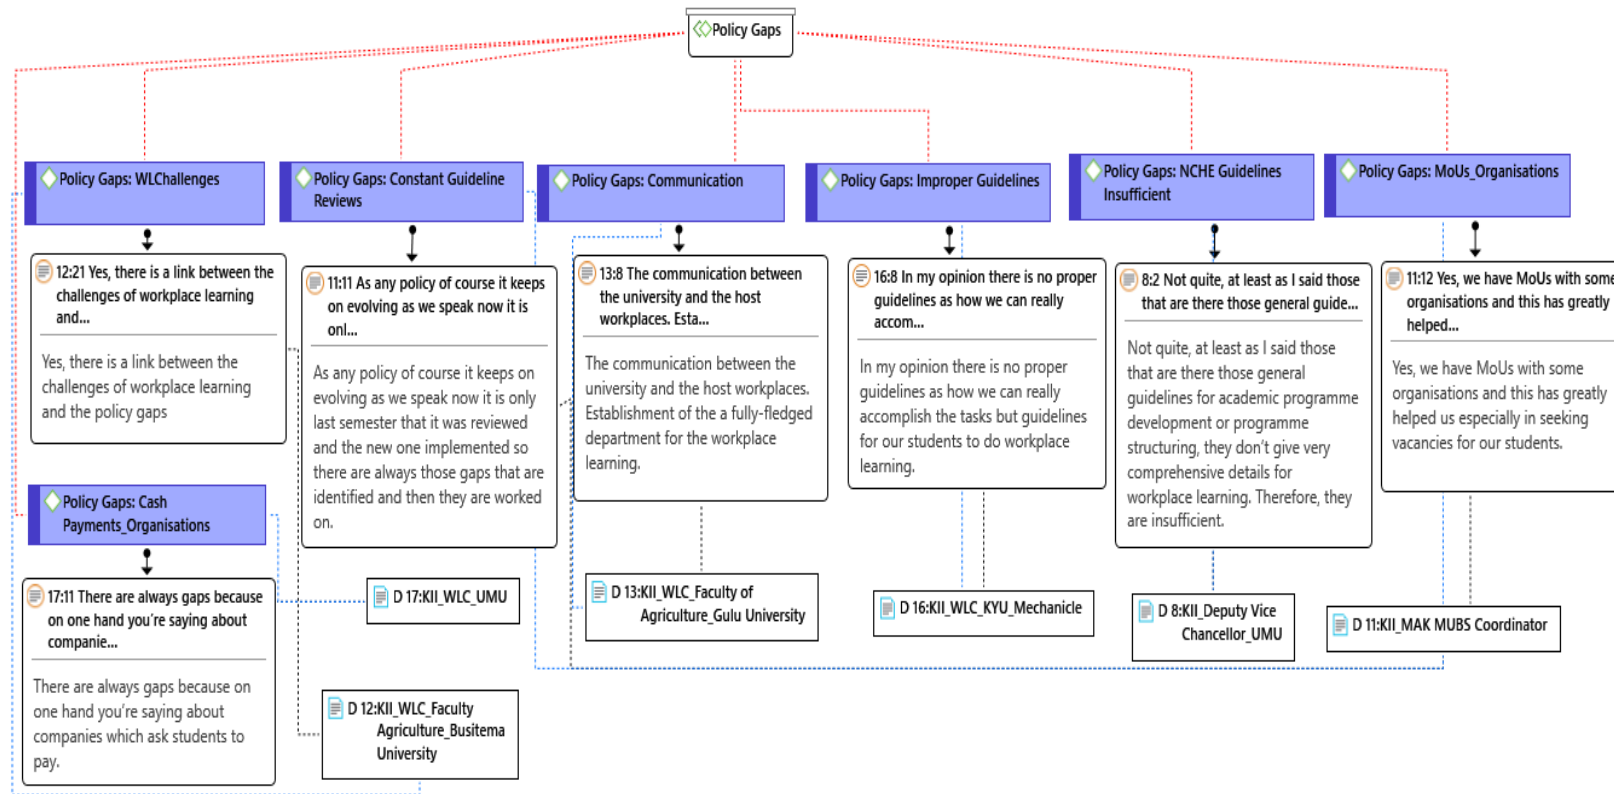 Policy Gaps
Policy Gaps: WLChallenges
Policy Gaps: Constant Guideline
Reviews
Policy Gaps: Communication
Policy Gaps: Improper Guidelines
Policy Gaps: NCHE Guidelines
Insufficient
Policy Gaps: MoUs_Organisations
12:21 Yes, there is a link between the
challenges of workplace learning
and...
Yes, there is a link between the
challenges of workplace learning
and the policy gaps
11:11 As any policy of course it keeps
on evolving as we speak now it is
onl...
As any policy of course it keeps on
evolving as we speak now it is only
last semester that it was reviewed
and the new one implemented so
there are always those gaps that are
identified and then they are worked
on.
13:8 The communication between
the university and the host
workplaces. Esta...
The communication between the
university and the host workplaces.
Establishment of the a fully-fledged
department for the workplace
learning.
16:8 In my opinion there is no proper
guidelines as how we can really
accom...
In my opinion there is no proper
guidelines as how we can really
accomplish the tasks but guidelines
for our students to do workplace
learning.
8:2 Not quite, at least as I said those
that are there those general guide...
Not quite, at least as I said those
that are there those general
guidelines for academic programme
development or programme
structuring, they don't give very
comprehensive details for
workplace learning. Therefore, they
are insufficient.
11:12 Yes, we have MoUs with some
organisations and this has greatly
helped...
Yes, we have MoUs with some
organisations and this has greatly
helped us especially in seeking
vacancies for our students.
Policy Gaps: Cash
Payments_Organisations
17:11 There are always gaps because
on one hand you're saying about
companie...
There are always gaps because on
one hand you're saying about
companies which ask students to
pay.
D 17:KII_WLC_UMU
D 12:KII_WLC_Faculty
Agriculture_Busitema
University
D 13:KII_WLC_Faculty of
Agriculture_Gulu University
D 16:KII_WLC_KYU_Mechanicle
D 8:KII_Deputy Vice
Chancellor_UMU
D 11:KII_MAK MUBS Coordinator